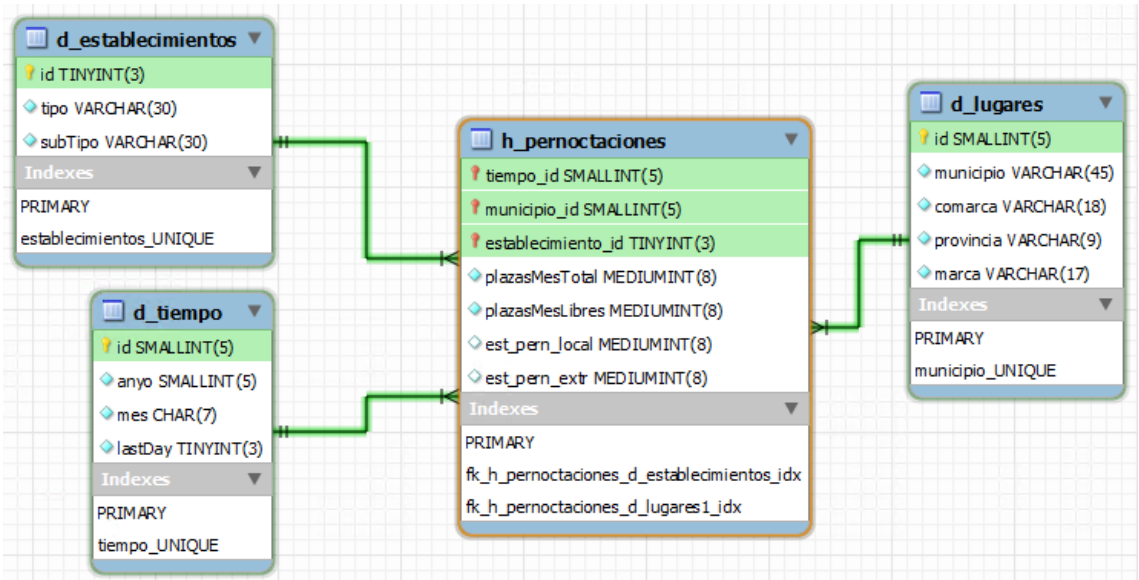 d_establecimientos
id TINYINT(3)
tipo VARCHAR(30)
subTipo VARCHAR(30)
Indexes
PRIMARY
establecimientos_UNIQUE
d_tiempo
id SMALLINT(5)
anyo SMALLINT(5)
mes CHAR(7)
lastDay TINYINT(3)
Indexes
PRIMARY
tiempo_UNIQUE
h_pernoctaciones
tiempo_id SMALLINT(5)
municipio_id SMALLINT(5)
establecimiento_id TINYINT(3)
plazasMesTotal MEDIUMINT(8)
plazasMesLibres MEDIUMINT(8)
est_pern_local MEDIUMINT(8)
est_pern_extr MEDIUMINT(8)
Indexes
PRIMARY
fk_h_pernoctaciones_d_establecimientos_idx
fk_h_pernoctaciones_d_lugares1_idx
d_lugares
id SMALLINT(5)
municipio VARCHAR(45)
comarca VARCHAR(18)
provincia VARCHAR(9)
marca VARCHAR(17)
Indexes
PRIMARY
municipio_UNIQUE